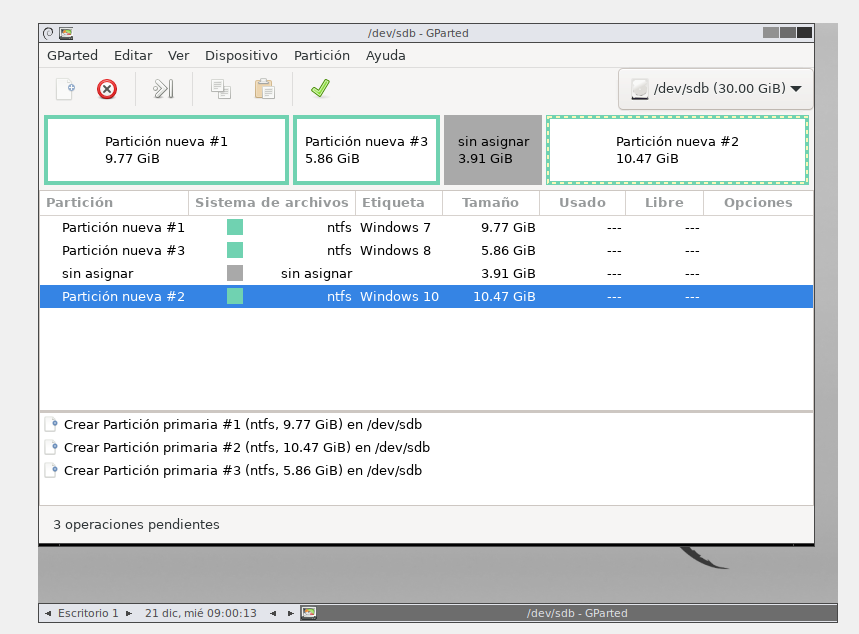 /dev/sdb - GParted
GParted Editar Ver Dispositivo Partición Ayuda
/dev/sdb (30.00 GiB)
Partición nueva #1
9.77 GiB
Partición nueva #3
5.86 GiB
sin asignar
3.91 GiB
Partición nueva #2
10.47 GiB
Partición Sistema de archivos Etiqueta Tamaño Usado Libre Opciones
Partición nueva #1 ntfs Windows 7 9.77 GiB --- ---
Partición nueva #3 ntfs Windows 8 5.86 GiB --- ---
sin asignar sin asignar 3.91 GiB --- ---
Partición nueva #2 ntfs Windows 10 10.47 GiB --- ---
Crear Partición primaria #1 (ntfs, 9.77 GiB) en /dev/sdb
Crear Partición primaria #2 (ntfs, 10.47 GiB) en /dev/sdb
Crear Partición primaria #3 (ntfs, 5.86 GiB) en /dev/sdb
3 operaciones pendientes
Escritorio 1 21 dic, mié 09:00:13 /dev/sdb - GParted